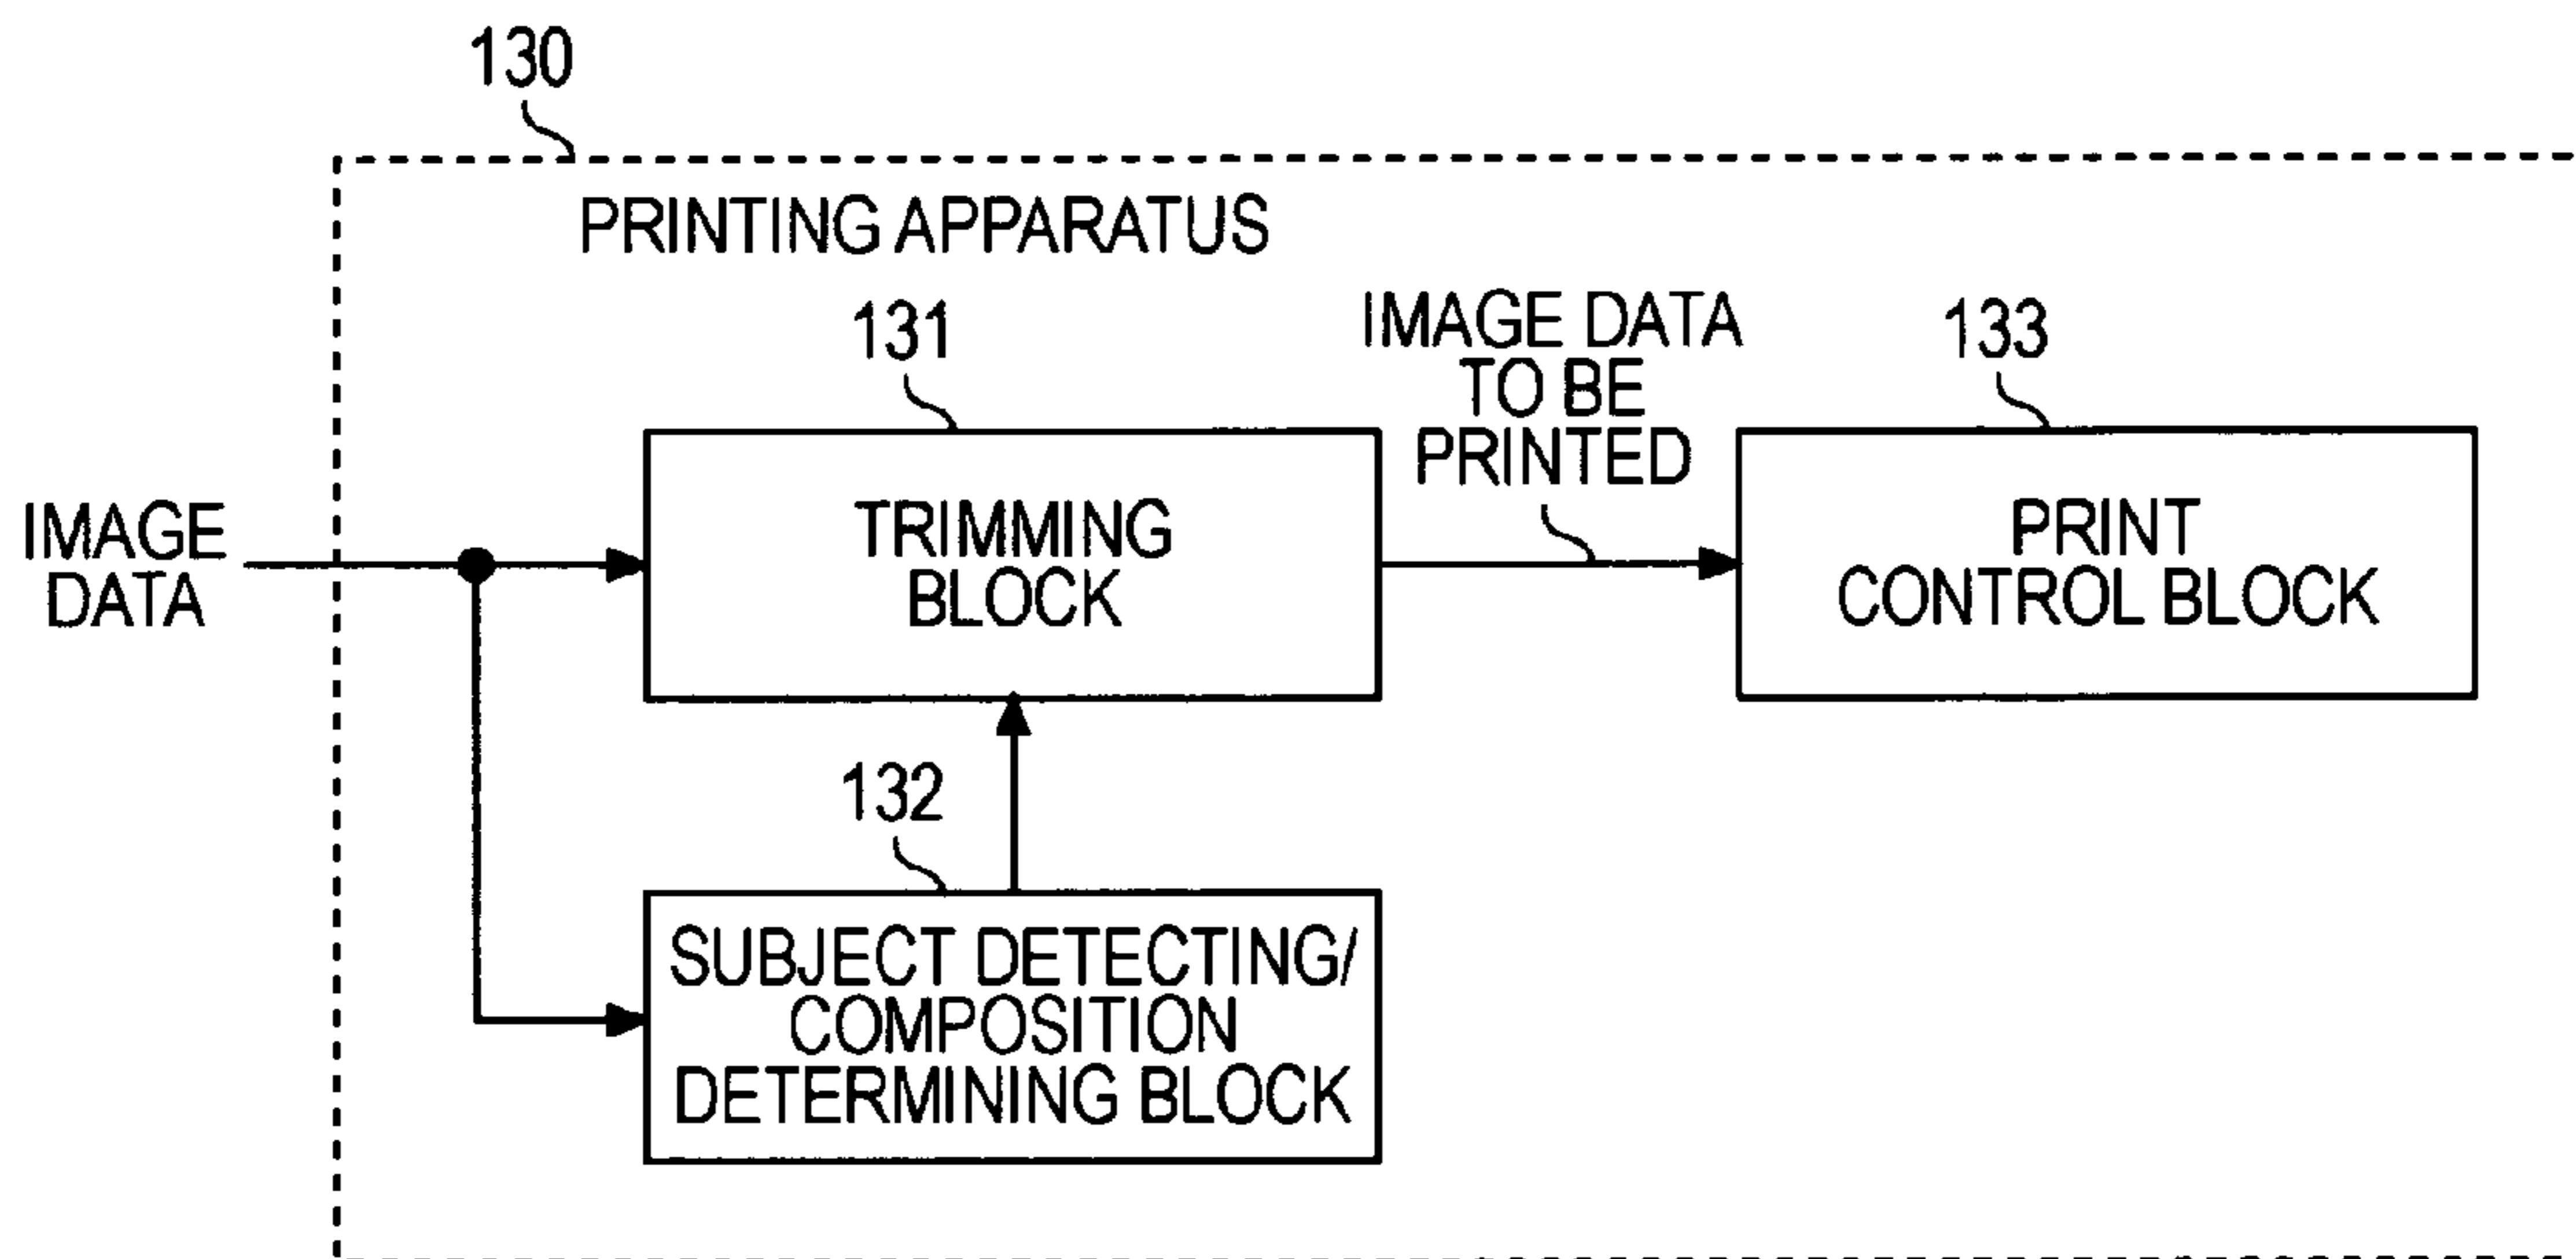 130
PRINTING APPARATUS
131
IMAGE DATA
TO BE
PRINTED
133
IMAGE
DATA
TRIMMING
BLOCK
PRINT
CONTROL BLOCK
132
SUBJECT DETECTING/
COMPOSITION
DETERMINING BLOCK